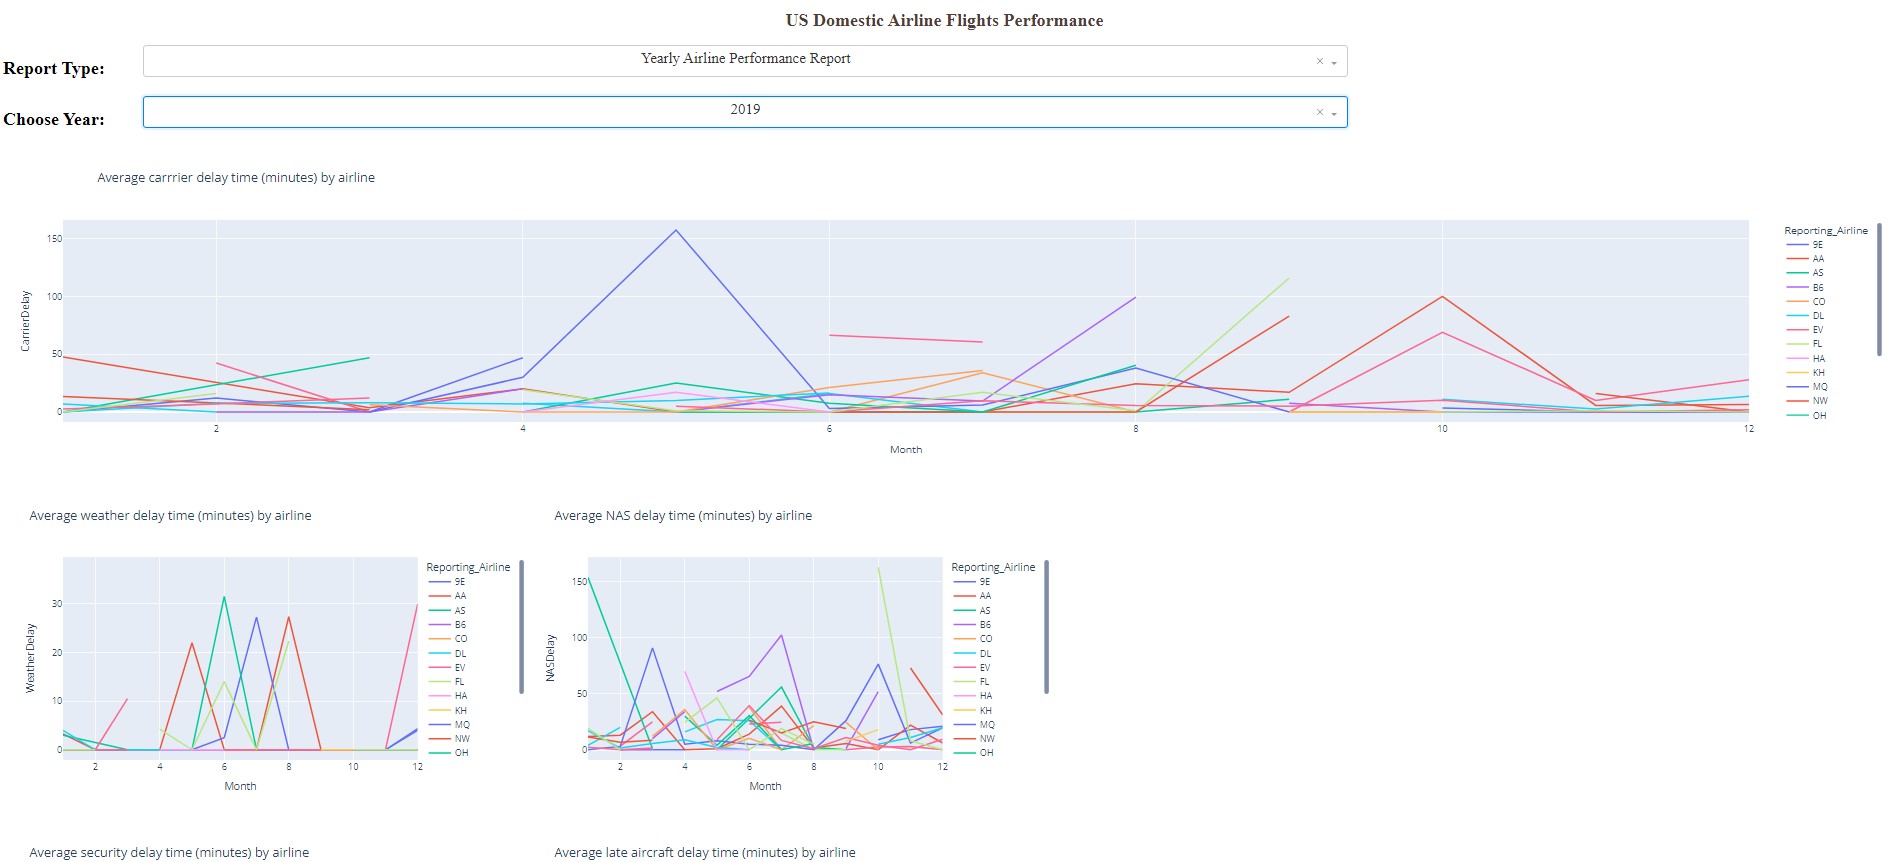 US Domestic Airline Flights Performance
Report Type:
Yearly Airline Performance Report
×
Choose Year:
2019
×
Average carrrier delay time (minutes) by airline
CarrierDelay
150
100
50
0
2
4
6
8
10
12
Month
Reporting_Airline
9E
AA
AS
B6
CO
DL
EV
FL
HA
KH
MQ
NW
OH
Average weather delay time (minutes) by airline
WeatherDelay
30
20
10
0
2
4
6
8
10
12
Month
Reporting_Airline
9E
AA
AS
B6
CO
DL
EV
FL
HA
KH
MQ
NW
OH
Average NAS delay time (minutes) by airline
NASDelay
150
100
50
0
2
4
6
8
10
12
Month
Reporting_Airline
9E
AA
AS
B6
CO
DL
EV
FL
HA
KH
MQ
NW
OH
Average security delay time (minutes) by airline
Average late aircraft delay time (minutes) by airline